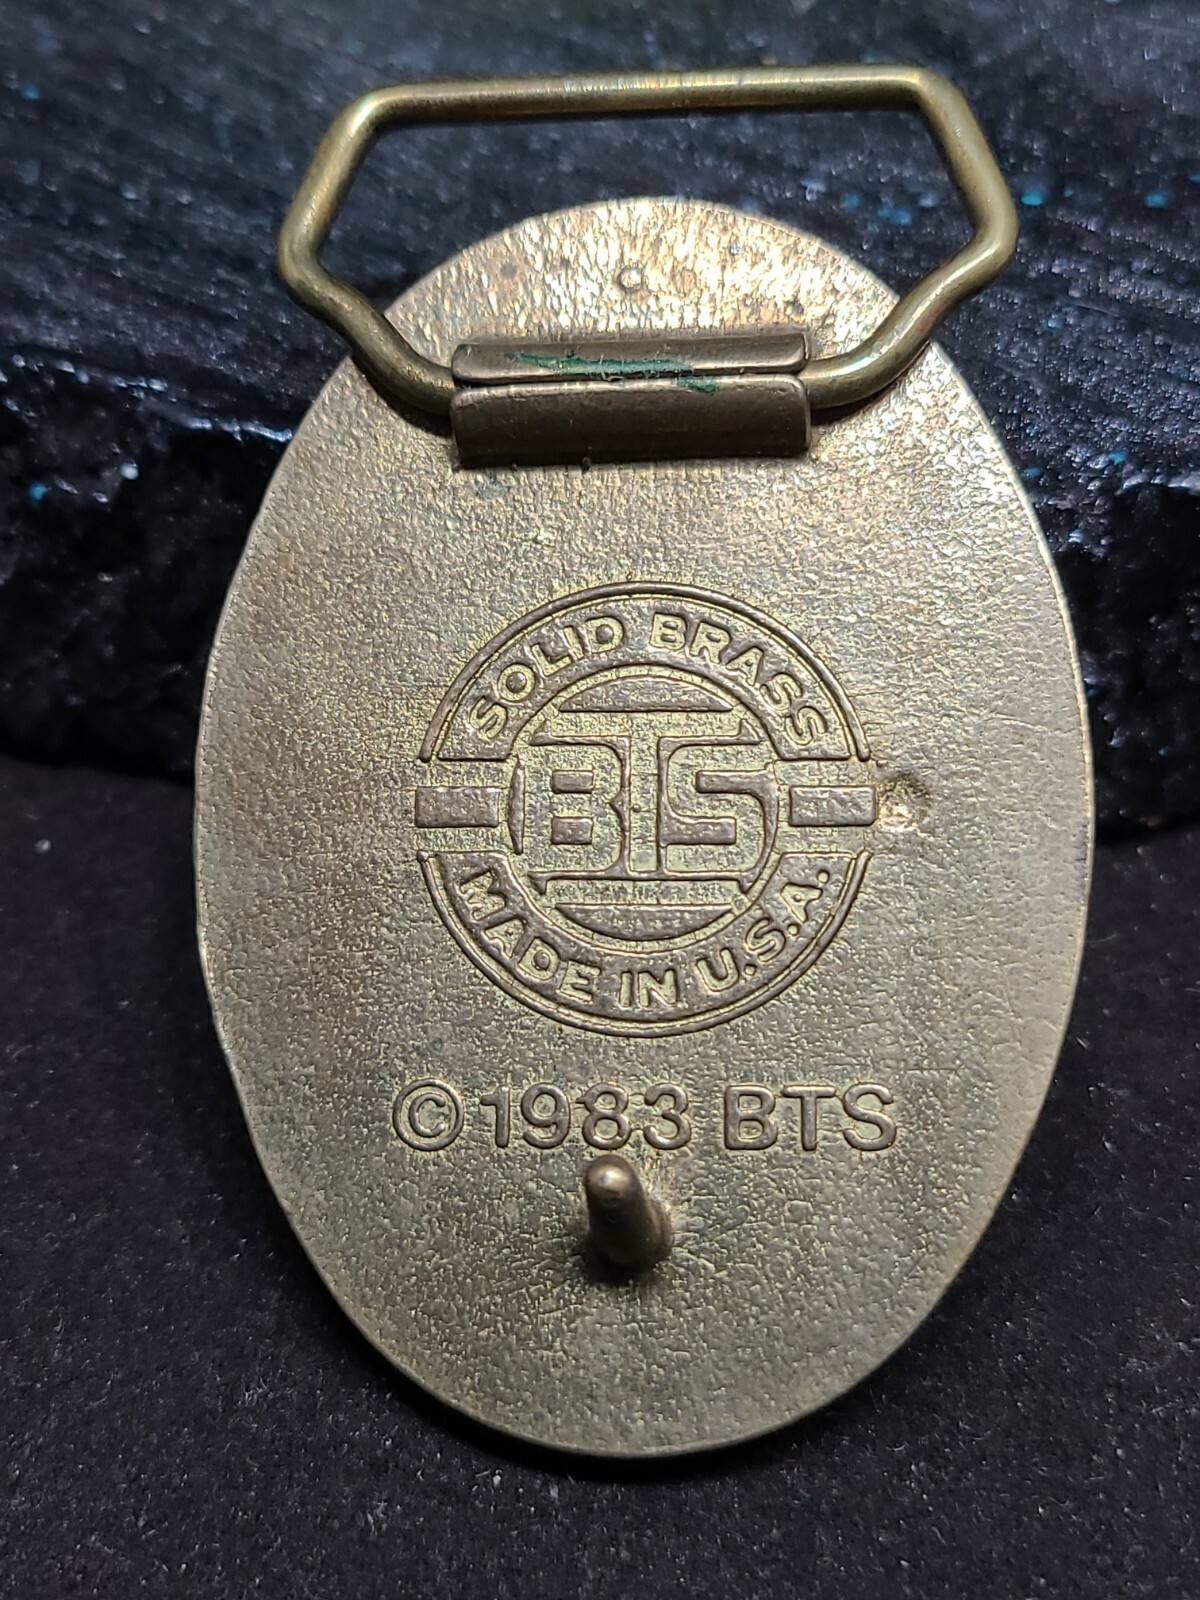 SOLID BRASS
BTS
MADE IN U.S.A.
©1983 BTS